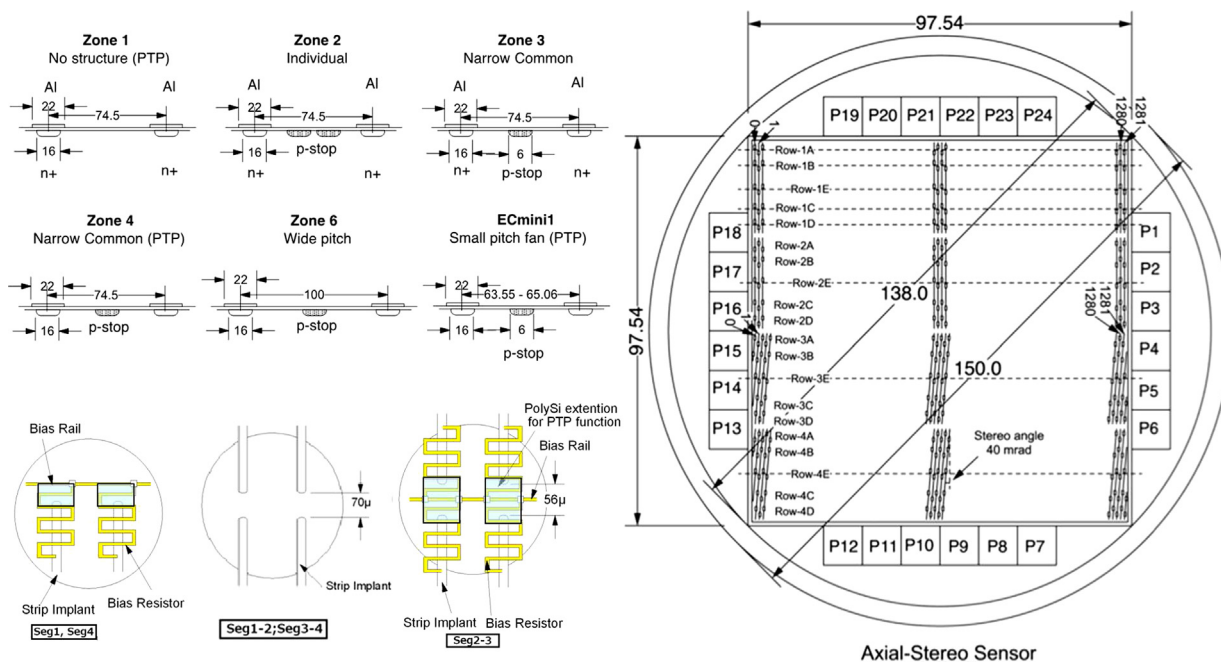 Zone 1
No structure (PTP)
Al
Al
22
74.5
16
n+
n+
Zone 2
Individual
Al
Al
22
74.5
16
p-stop
n+
n+
Zone 3
Narrow Common
Al
Al
22
74.5
16
6
n+
p-stop
n+
Zone 4
Narrow Common (PTP)
22
74.5
16
p-stop
Zone 6
Wide pitch
22
100
16
p-stop
ECmini1
Small pitch fan (PTP)
22
63.55 - 65.06
16
6
p-stop
Bias Rail
Strip Implant
Bias Resistor
Seg1, Seg4
70µ
Strip Implant
Seg1-2;Seg3-4
PolySi extention
for PTP function
Bias Rail
56µ
Strip Implant
Bias Resistor
Seg2-3
97.54
97.54
138.0
150.0
P19
P20
P21
P22
P23
P24
0
1
1280
1281
Row-1A
Row-1B
Row-1E
Row-1C
Row-1D
Row-2A
Row-2B
Row-2E
Row-2C
Row-2D
0
1
1280
1281
Row-3A
Row-3B
Row-3E
Row-3C
Row-3D
Row-4A
Row-4B
Row-4E
Row-4C
Row-4D
Stereo angle
40 mrad
P18
P17
P16
P15
P14
P13
P1
P2
P3
P4
P5
P6
P12
P11
P10
P9
P8
P7
Axial-Stereo Sensor